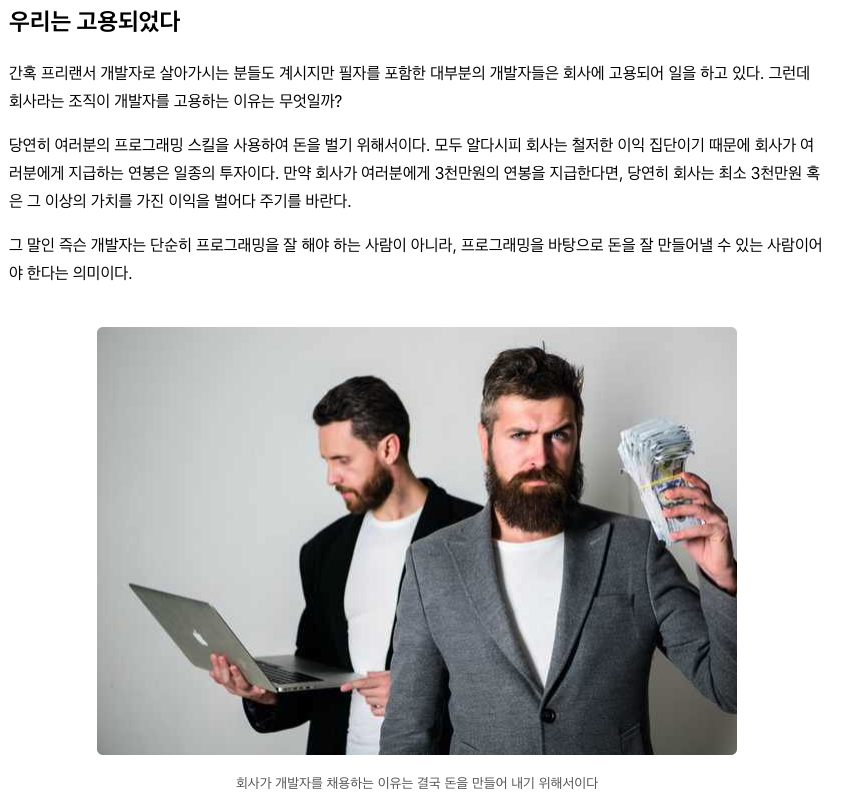 우리는 고용되었다
간혹 프리랜서 개발자로 살아가시는 분들도 계시지만 필자를 포함한 대부분의 개발자들은 회사에 고용되어 일을 하고 있다. 그런데
회사라는 조직이 개발자를 고용하는 이유는 무엇일까?
당연히 여러분의 프로그래밍 스킬을 사용하여 돈을 벌기 위해서이다. 모두 알다시피 회사는 철저한 이익 집단이기 때문에 회사가 여
러분에게 지급하는 연봉은 일종의 투자이다. 만약 회사가 여러분에게 3천만원의 연봉을 지급한다면, 당연히 회사는 최소 3천만원 혹
은 그 이상의 가치를 가진 이익을 벌어다 주기를 바란다.
그 말인 즉슨 개발자는 단순히 프로그래밍을 잘 해야 하는 사람이 아니라, 프로그래밍을 바탕으로 돈을 잘 만들어낼 수 있는 사람이어
야 한다는 의미이다.
회사가 개발자를 채용하는 이유는 결국 돈을 만들어 내기 위해서이다